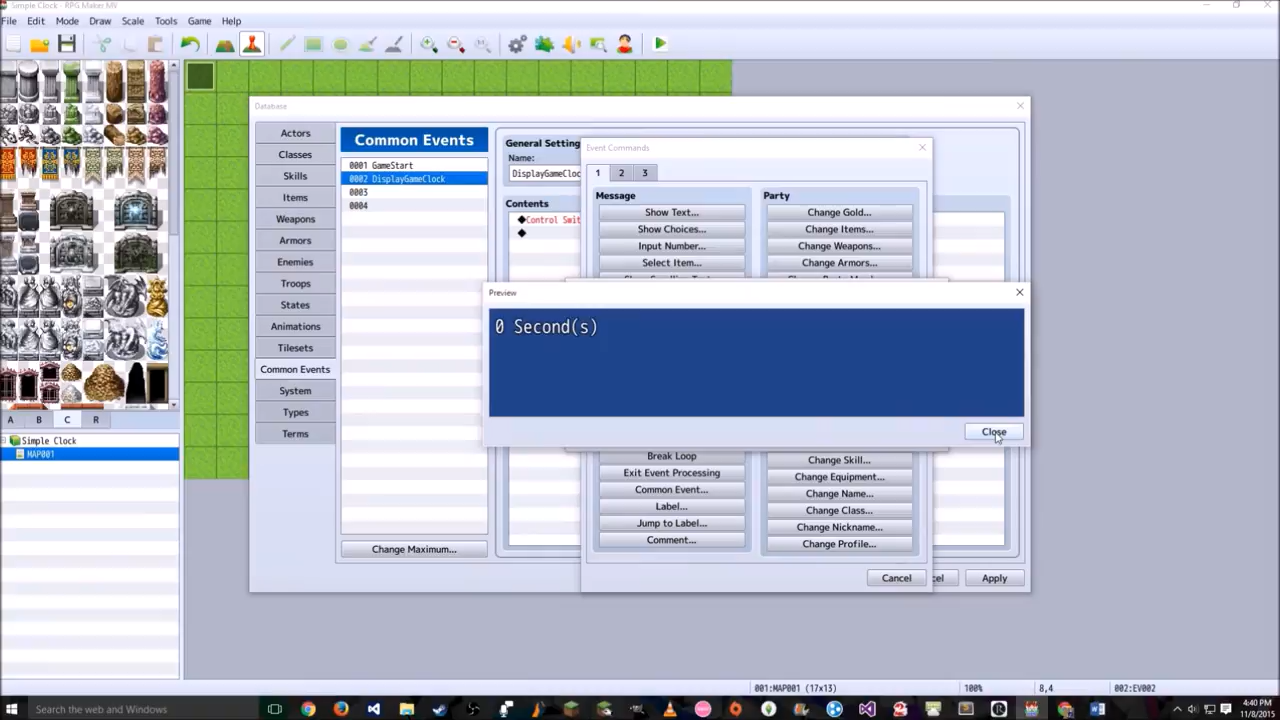 Simple Clock - RPG Maker MV
File Edit Mode Draw Scale Tools Game Help
Database
Actors
Classes
Skills
Items
Weapons
Armors
Enemies
Troops
States
Animations
Tilesets
Common Events
System
Types
Terms
Common Events
0001 GameStart
0002 DisplayGameClock
0003
0004
Change Maximum...
General Setting
Name:
DisplayGameCloc
Contents
◆Control Swit
◆
Event Commands
1 2 3
Message
Show Text...
Show Choices...
Input Number...
Select Item...
Party
Change Gold...
Change Items...
Change Weapons...
Change Armors...
Preview
0 Second(s)
Close
Break Loop
Exit Event Processing
Common Event...
Label...
Jump to Label...
Comment...
Change Skill...
Change Equipment...
Change Name...
Change Class...
Change Nickname...
Change Profile...
Cancel
cel
Apply
A B C R
Simple Clock
MAP001
001:MAP001 (17x13) 100% 8,4 002:EV002
Search the web and Windows
4:40 PM
11/8/2015